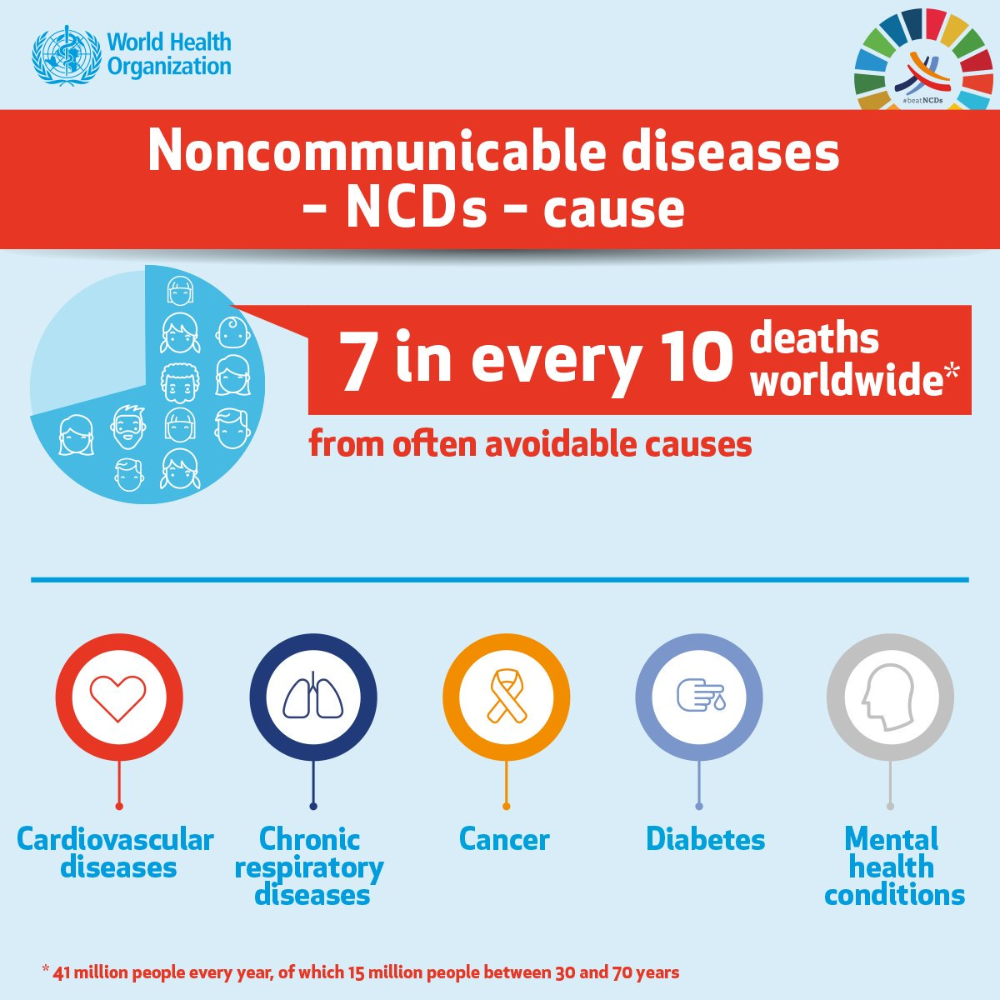 World Health
Organization
#beatNCDs
Noncommunicable diseases
– NCDs – cause
7 in every 10 deaths
worldwide*
from often avoidable causes
Cardiovascular
diseases
Chronic
respiratory
diseases
Cancer
Diabetes
Mental
health
conditions
* 41 million people every year, of which 15 million people between 30 and 70 years